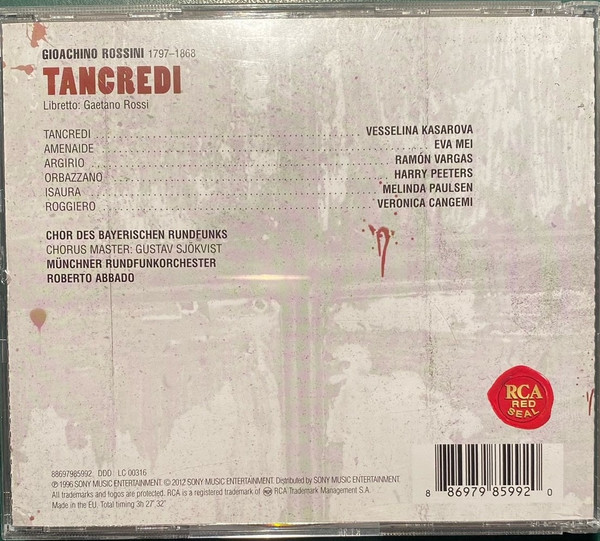 GIOACHINO ROSSINI 1797–1868
TANCREDI
Libretto: Gaetano Rossi
TANCREDI VESSELINA KASAROVA
AMENAIDE EVA MEI
ARGIRIO RAMÓN VARGAS
ORBAZZANO HARRY PEETERS
ISAURA MELINDA PAULSEN
ROGGIERO VERONICA CANGEMI
CHOR DES BAYERISCHEN RUNDFUNKS
CHORUS MASTER: GUSTAV SJÖKVIST
MÜNCHNER RUNDFUNKORCHESTER
ROBERTO ABBADO
RCA
RED
SEAL
88697985992 DDD LC 00316
℗ 1996 SONY MUSIC ENTERTAINMENT. © 2012 SONY MUSIC ENTERTAINMENT. Distributed by SONY MUSIC ENTERTAINMENT.
All trademarks and logos are protected. RCA is a registered trademark of RCA Trademark Management S.A.
Made in the EU. Total timing 3h 27' 32"
8 86979 85992 0